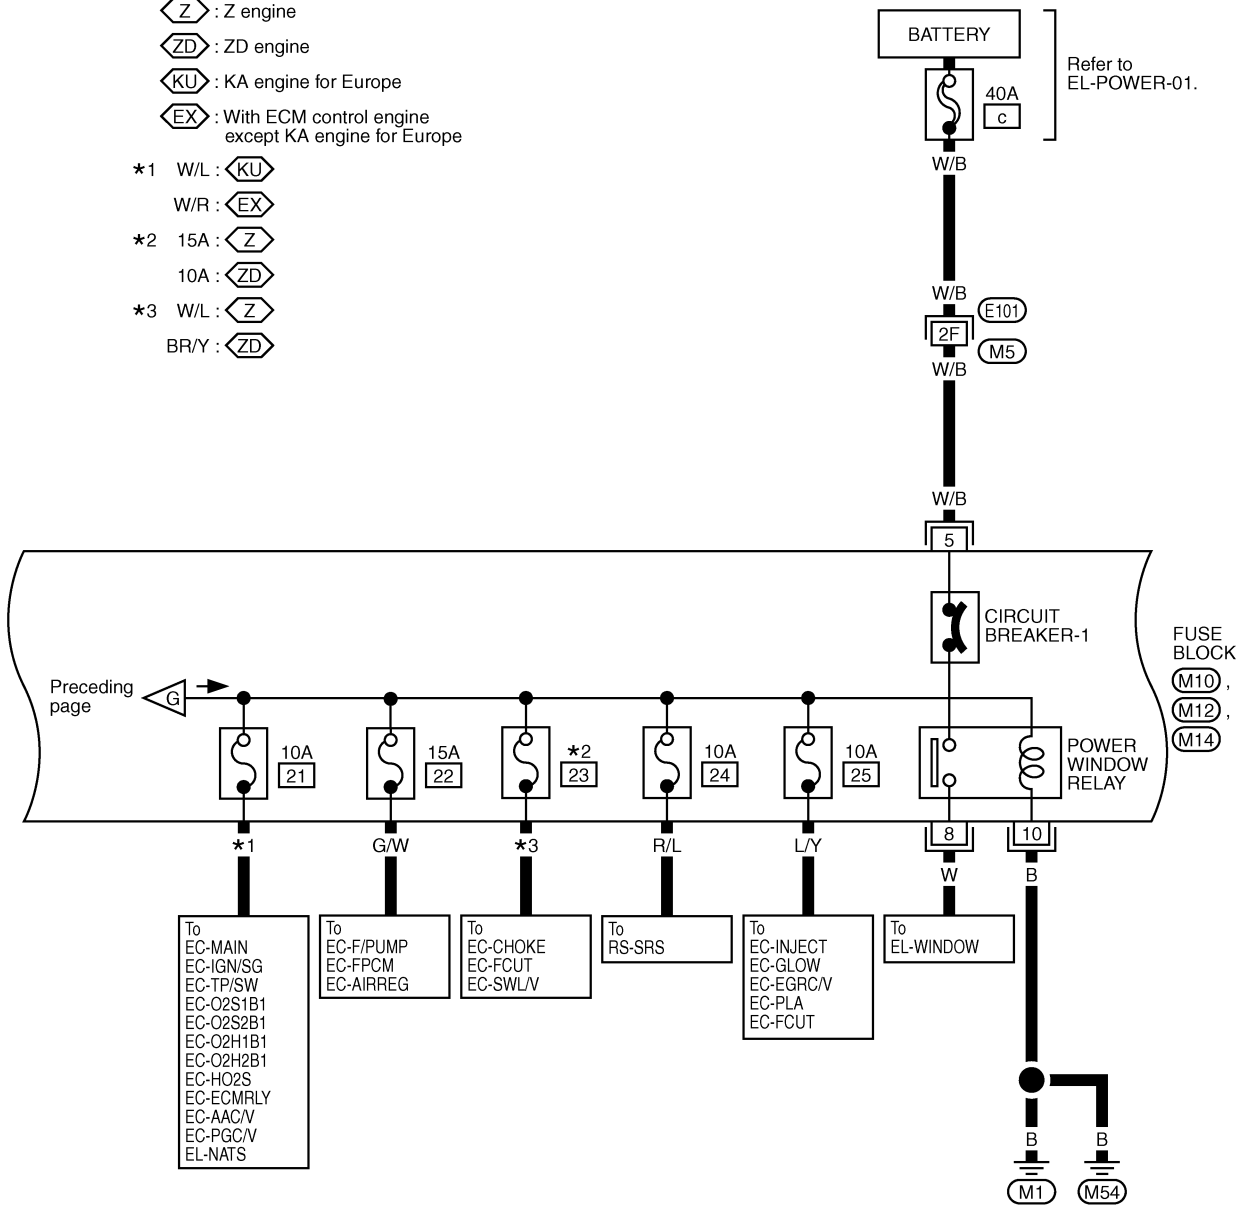 Z : Z engine
ZD : ZD engine
KU : KA engine for Europe
EX : With ECM control engine
except KA engine for Europe
*1 W/L : KU
W/R : EX
*2 15A : Z
10A : ZD
*3 W/L : Z
BR/Y : ZD
BATTERY
40A
c
Refer to
EL-POWER-01.
W/B
W/B
E101
2F
M5
W/B
W/B
5
CIRCUIT
BREAKER-1
FUSE
BLOCK
M10 ,
M12 ,
M14
Preceding
page
G
10A
21
15A
22
*2
23
10A
24
10A
25
POWER
WINDOW
RELAY
8
10
*1
G/W
*3
R/L
L/Y
W
B
To
EC-MAIN
EC-IGN/SG
EC-TP/SW
EC-O2S1B1
EC-O2S2B1
EC-O2H1B1
EC-O2H2B1
EC-HO2S
EC-ECMRLY
EC-AAC/V
EC-PGC/V
EL-NATS
To
EC-F/PUMP
EC-FPCM
EC-AIRREG
To
EC-CHOKE
EC-FCUT
EC-SWL/V
To
RS-SRS
To
EC-INJECT
EC-GLOW
EC-EGRC/V
EC-PLA
EC-FCUT
To
EL-WINDOW
B
B
M1
M54